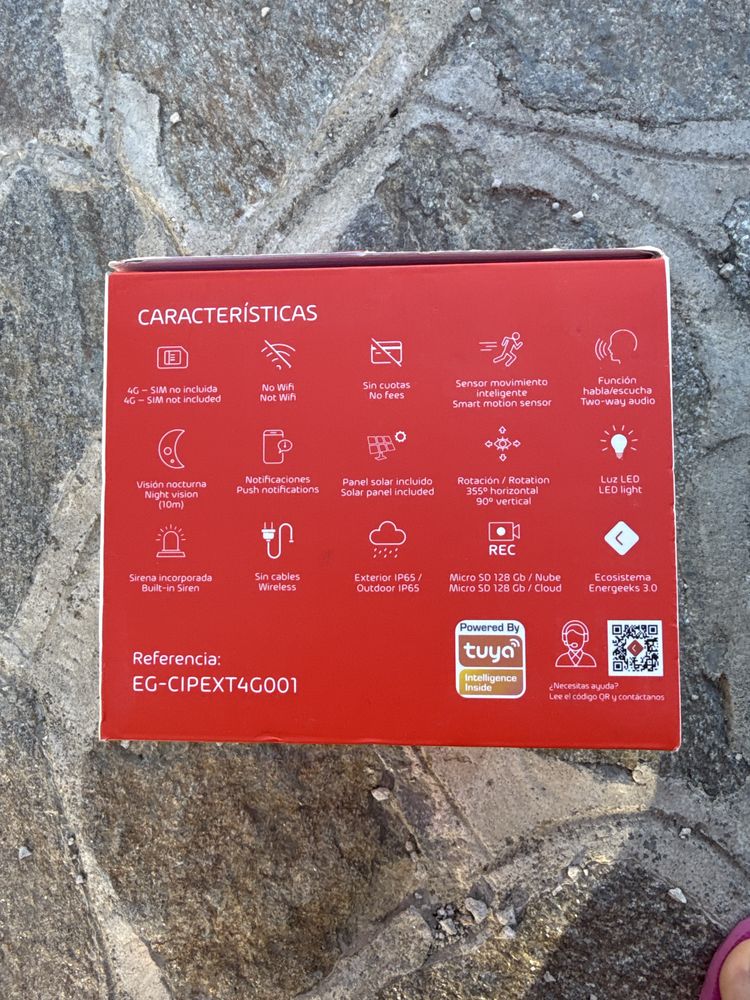 CARACTERÍSTICAS
4G – SIM no incluida
4G – SIM not included
No Wifi
Not Wifi
Sin cuotas
No fees
Sensor movimiento
inteligente
Smart motion sensor
Función
habla/escucha
Two-way audio
Visión nocturna
Night vision
(10m)
Notificaciones
Push notifications
Panel solar incluido
Solar panel included
Rotación / Rotation
355º horizontal
90º vertical
Luz LED
LED light
Sirena incorporada
Built-in Siren
Sin cables
Wireless
Exterior IP65 /
Outdoor IP65
REC
Micro SD 128 Gb / Nube
Micro SD 128 Gb / Cloud
Ecosistema
Energeeks 3.0
Referencia:
EG-CIPEXT4G001
Powered By
tuya
Intelligence
Inside
¿Necesitas ayuda?
Lee el código QR y contáctanos